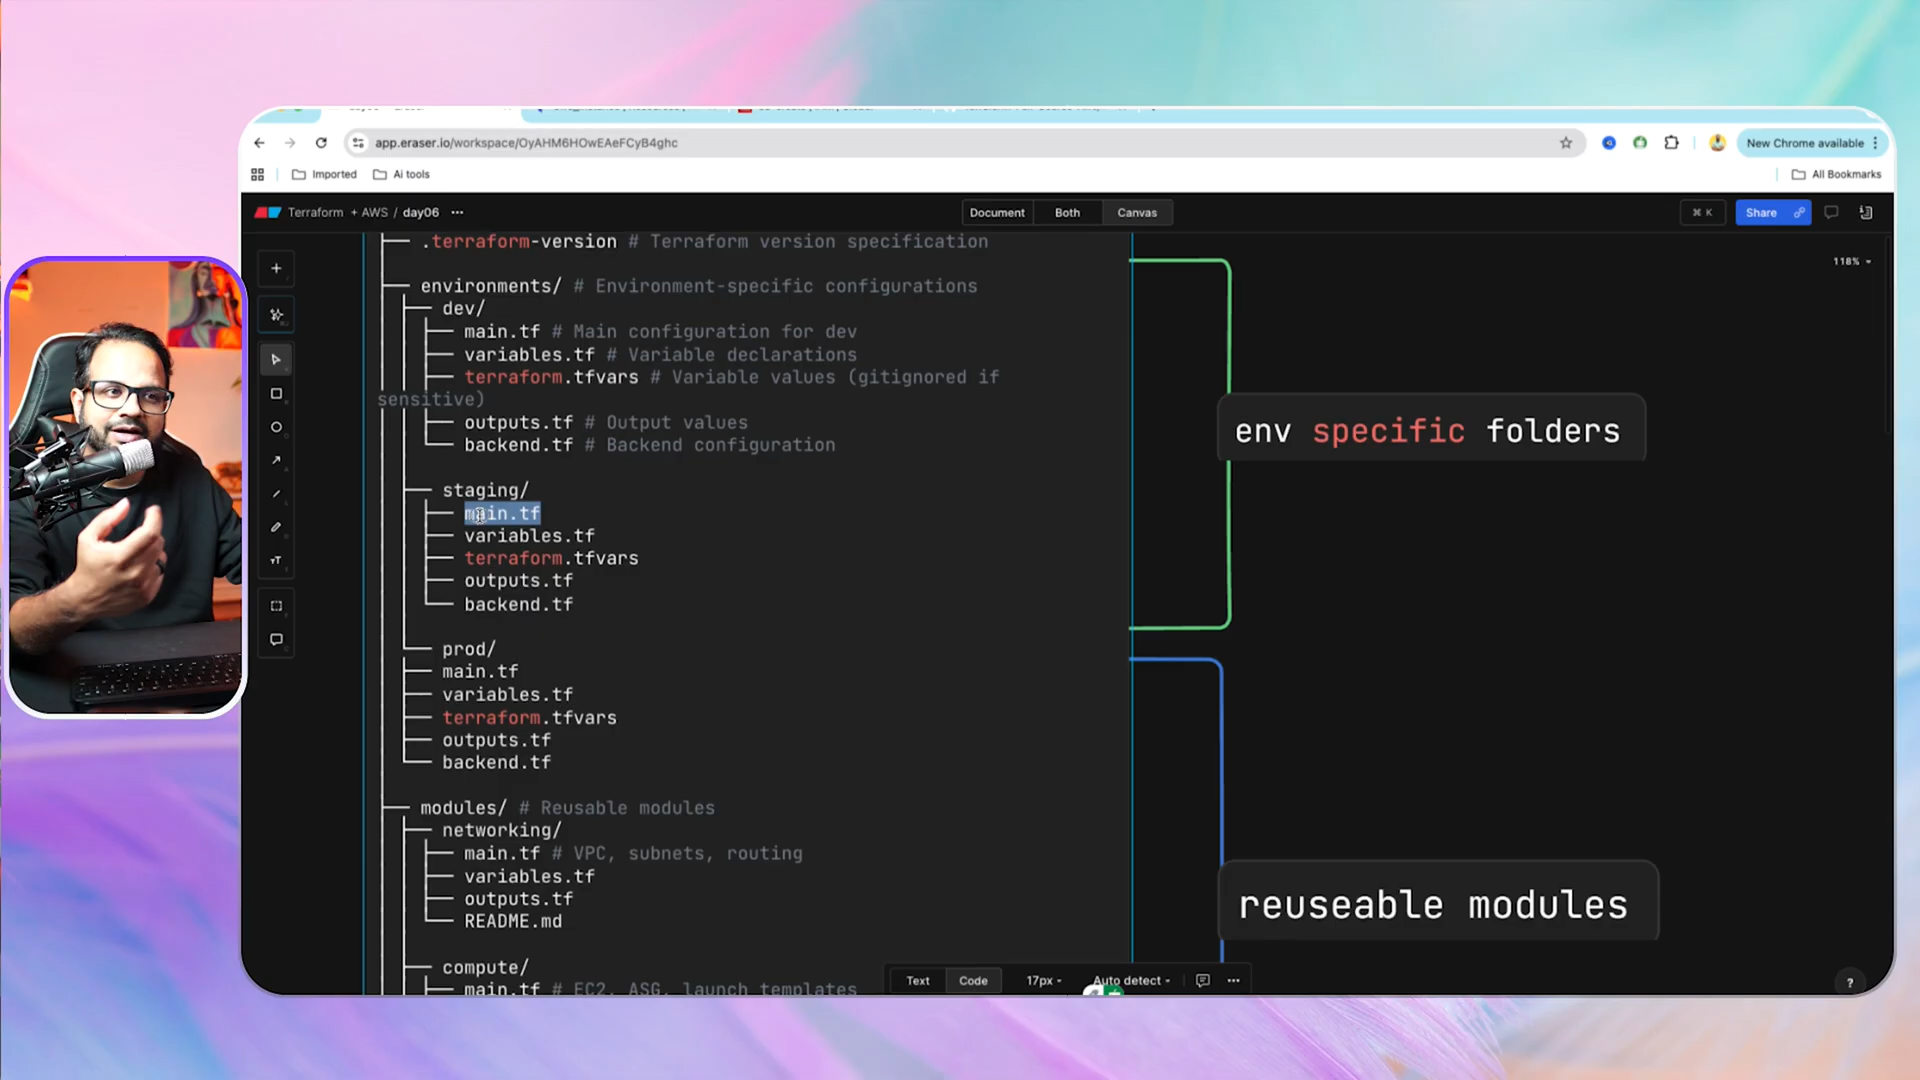 app.eraser.io/workspace/OyAHM6HOwEAeFCyB4ghc
New Chrome available
Imported
Ai tools
All Bookmarks
Terraform + AWS / day06 ···
Document
Both
Canvas
⌘ K
Share
118%
├── .terraform-version # Terraform version specification
├── environments/ # Environment-specific configurations
│ ├── dev/
│ │ ├── main.tf # Main configuration for dev
│ │ ├── variables.tf # Variable declarations
│ │ ├── terraform.tfvars # Variable values (gitignored if
sensitive)
│ │ ├── outputs.tf # Output values
│ │ └── backend.tf # Backend configuration
│ ├── staging/
│ │ ├── main.tf
│ │ ├── variables.tf
│ │ ├── terraform.tfvars
│ │ ├── outputs.tf
│ │ └── backend.tf
│ └── prod/
│ ├── main.tf
│ ├── variables.tf
│ ├── terraform.tfvars
│ ├── outputs.tf
│ └── backend.tf
├── modules/ # Reusable modules
│ ├── networking/
│ │ ├── main.tf # VPC, subnets, routing
│ │ ├── variables.tf
│ │ ├── outputs.tf
│ │ └── README.md
│ ├── compute/
│ │ ├── main.tf # EC2, ASG, launch templates
env specific folders
reuseable modules
Text
Code
17px
Auto detect
···
?